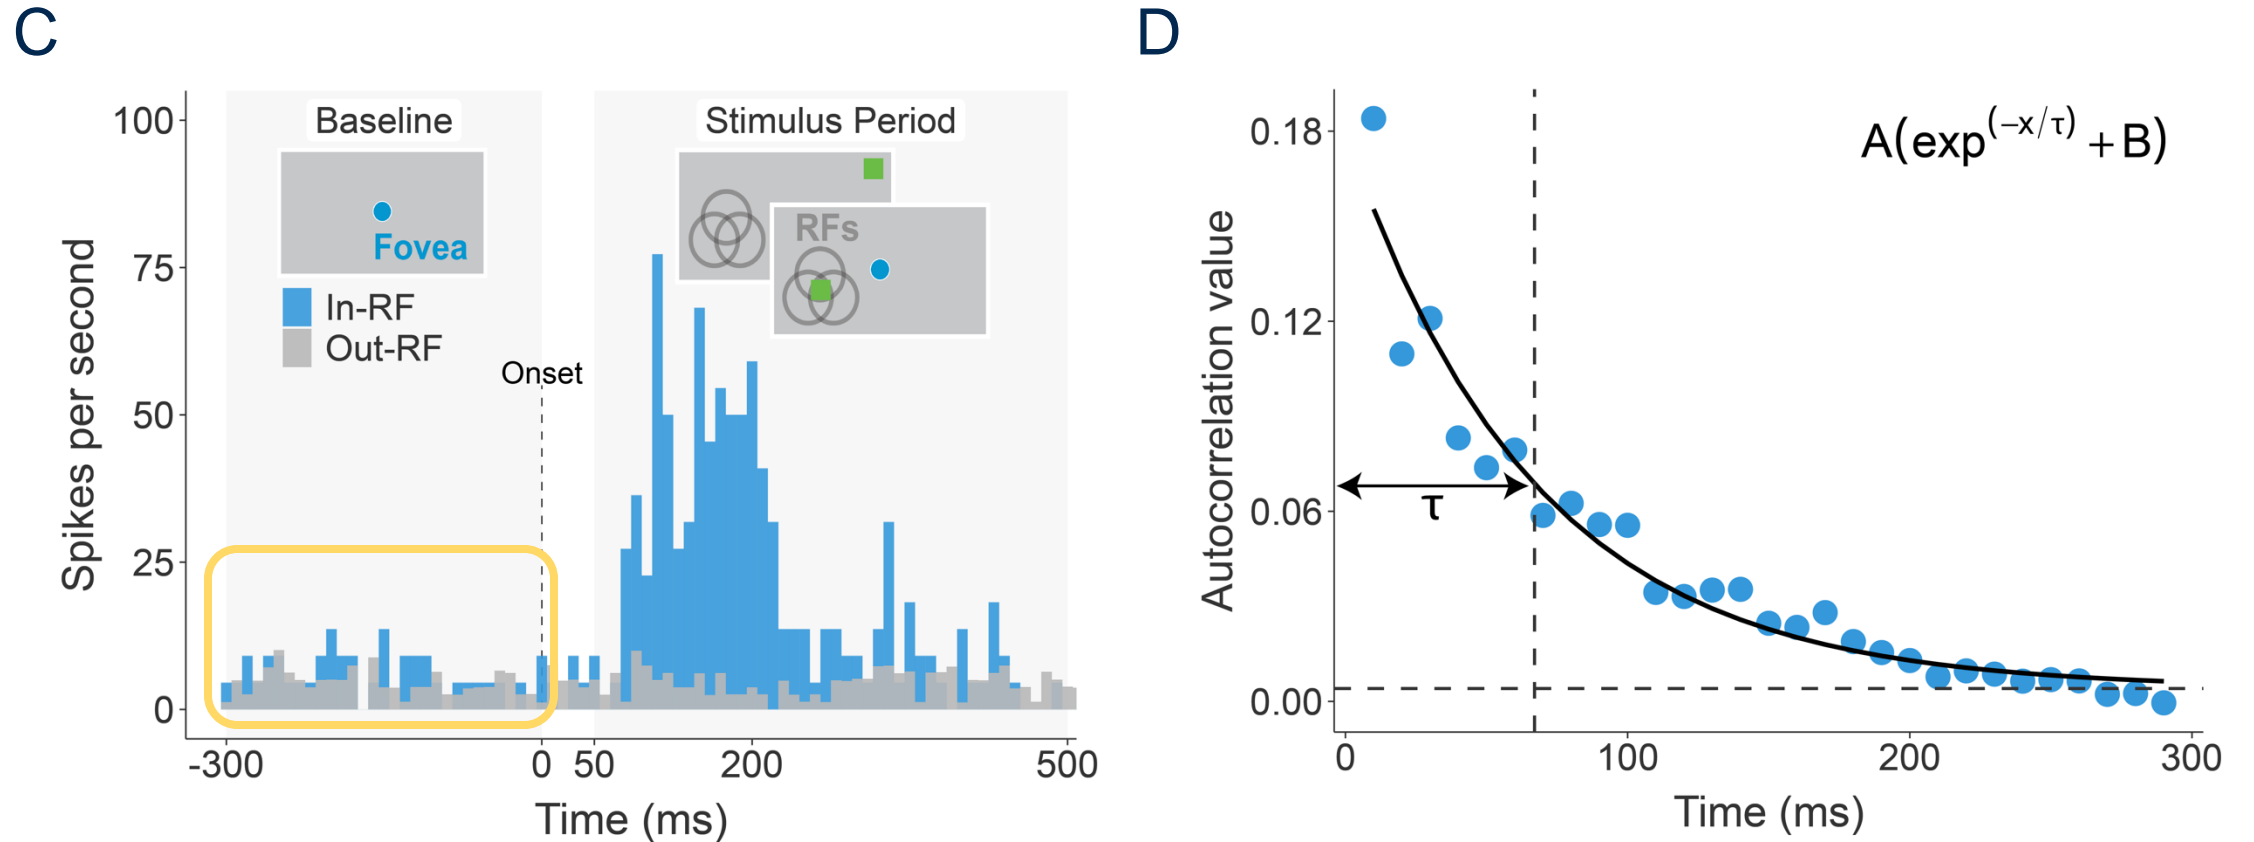 C
Baseline
Stimulus Period
Fovea
RFs
In-RF
Out-RF
Onset
100
75
50
25
0
Spikes per second
-300
0
50
200
500
Time (ms)
D
A(exp(−x/τ) + B)
τ
0.18
0.12
0.06
0.00
Autocorrelation value
0
100
200
300
Time (ms)